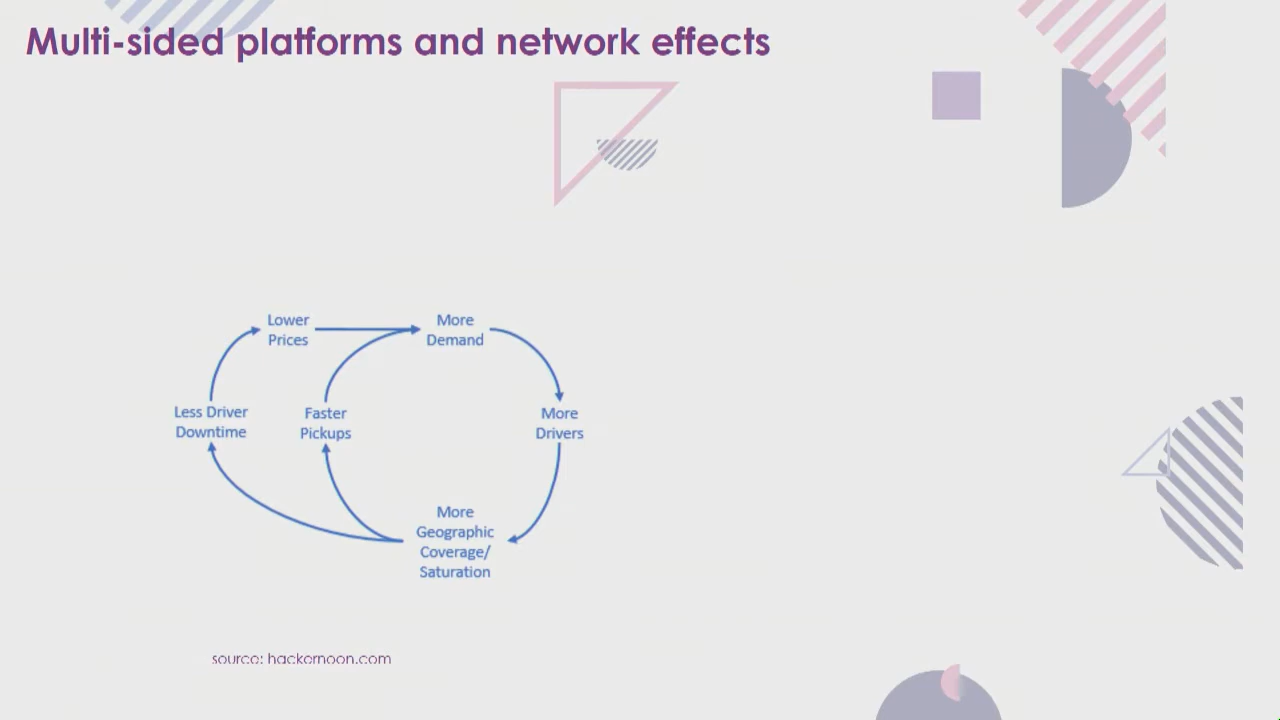 Multi-sided platforms and network effects
Lower
Prices
More
Demand
Less Driver
Downtime
Faster
Pickups
More
Drivers
More
Geographic
Coverage/
Saturation
source: hackernoon.com